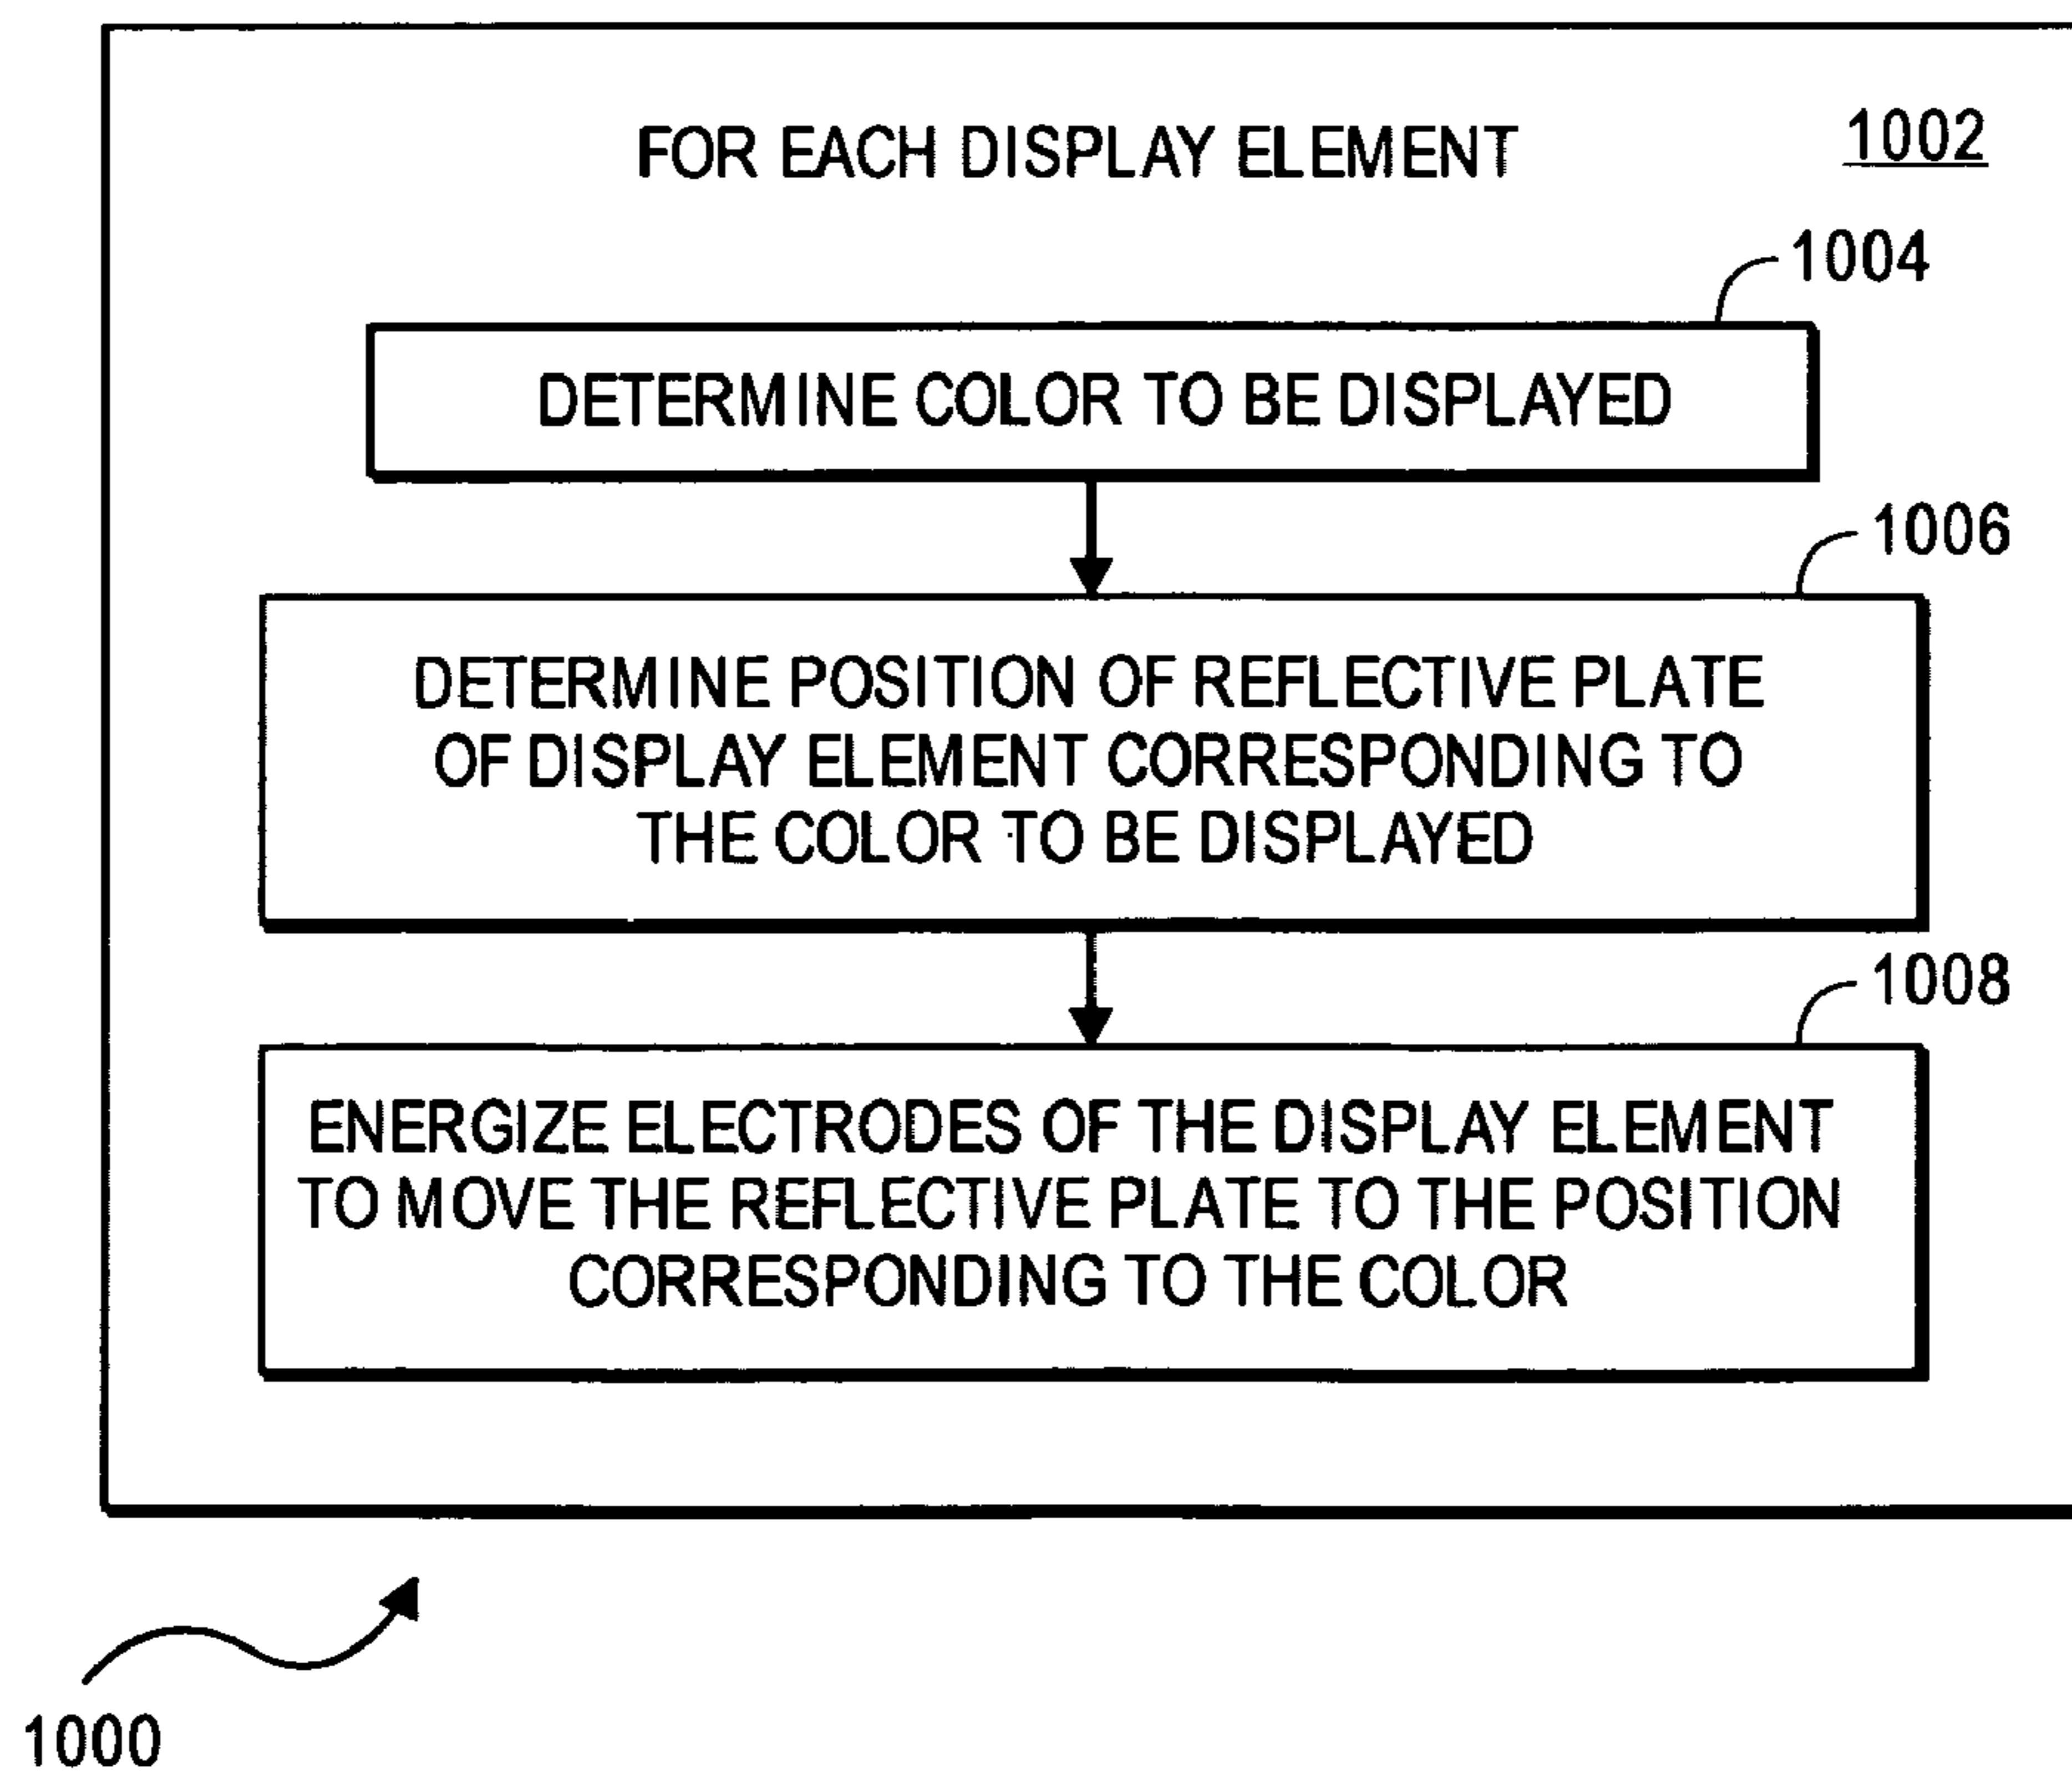 FOR EACH DISPLAY ELEMENT
1002
1004
DETERMINE COLOR TO BE DISPLAYED
1006
DETERMINE POSITION OF REFLECTIVE PLATE
OF DISPLAY ELEMENT CORRESPONDING TO
THE COLOR TO BE DISPLAYED
1008
ENERGIZE ELECTRODES OF THE DISPLAY ELEMENT
TO MOVE THE REFLECTIVE PLATE TO THE POSITION
CORRESPONDING TO THE COLOR
1000